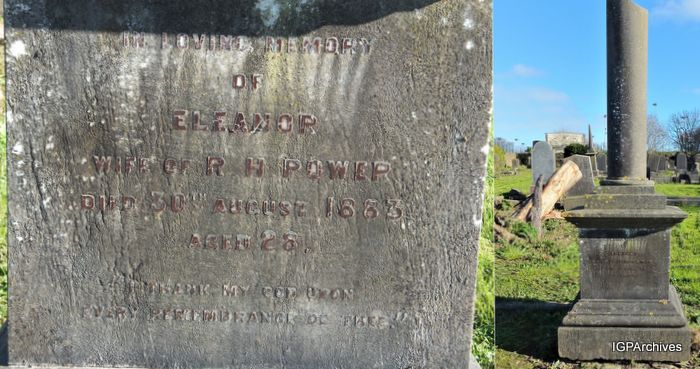 IN LOVING MEMORY
OF
ELEANOR
WIFE OF R H POWER
DIED 30TH AUGUST 1883
AGED 28.
I THANK MY GOD UPON
EVERY REMEMBRANCE OF THEE
IGPArchives